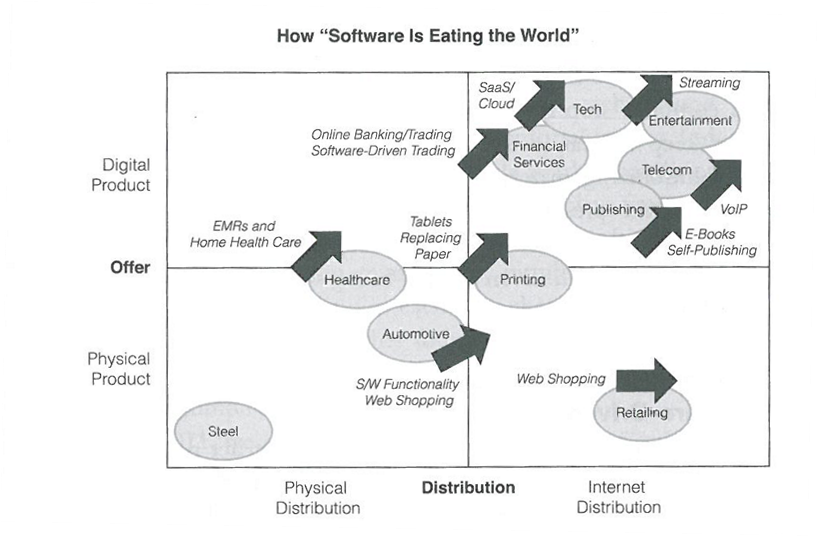 How “Software Is Eating the World”
SaaS/
Cloud
Tech
Streaming
Entertainment
Online Banking/Trading
Software-Driven Trading
Financial
Services
Digital
Product
Telecom
VoIP
Publishing
E-Books
Self-Publishing
EMRs and
Home Health Care
Tablets
Replacing
Paper
Offer
Healthcare
Printing
Automotive
Physical
Product
S/W Functionality
Web Shopping
Web Shopping
Retailing
Steel
Physical
Distribution
Distribution
Internet
Distribution